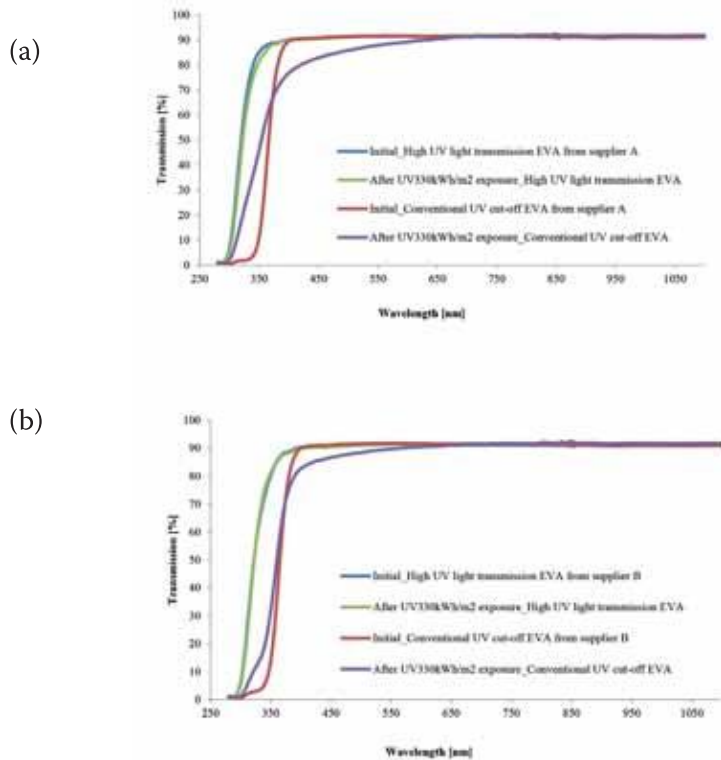 (a)
Transmission [%]
100
90
80
70
60
50
40
30
20
10
0
Initial_High UV light transmission EVA from supplier A
After UV330kWh/m2 exposure_High UV light transmission EVA
Initial_Conventional UV cut-off EVA from supplier A
After UV330kWh/m2 exposure_Conventional UV cut-off EVA
250 350 450 550 650 750 850 950 1050
Wavelength [nm]
(b)
Transmission [%]
100
90
80
70
60
50
40
30
20
10
0
Initial_High UV light transmission EVA from supplier B
After UV330kWh/m2 exposure_High UV light transmission EVA
Initial_Conventional UV cut-off EVA from supplier B
After UV330kWh/m2 exposure_Conventional UV cut-off EVA
250 350 450 550 650 750 850 950 1050
Wavelength [nm]